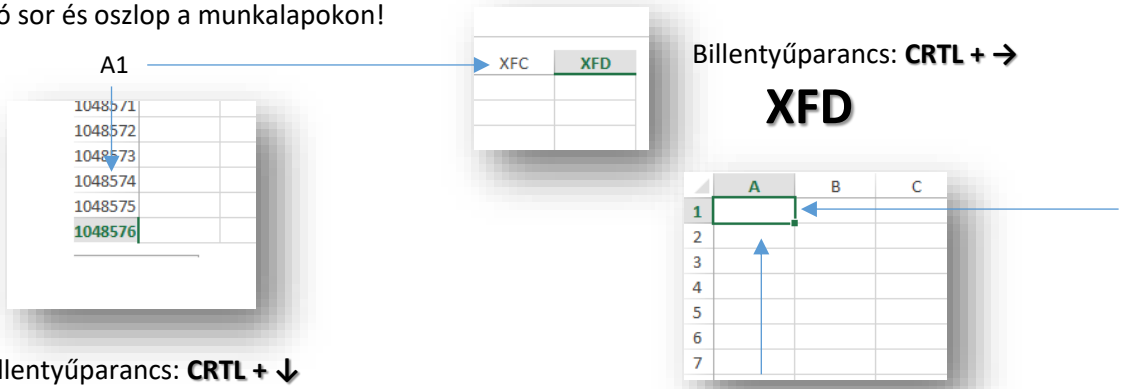 ó sor és oszlop a munkalapokon!
A1
XFC XFD
Billentyűparancs: CRTL + →
XFD
1048571
1048572
1048573
1048574
1048575
1048576
A B C
1
2
3
4
5
6
7
llentyűparancs: CRTL + ↓